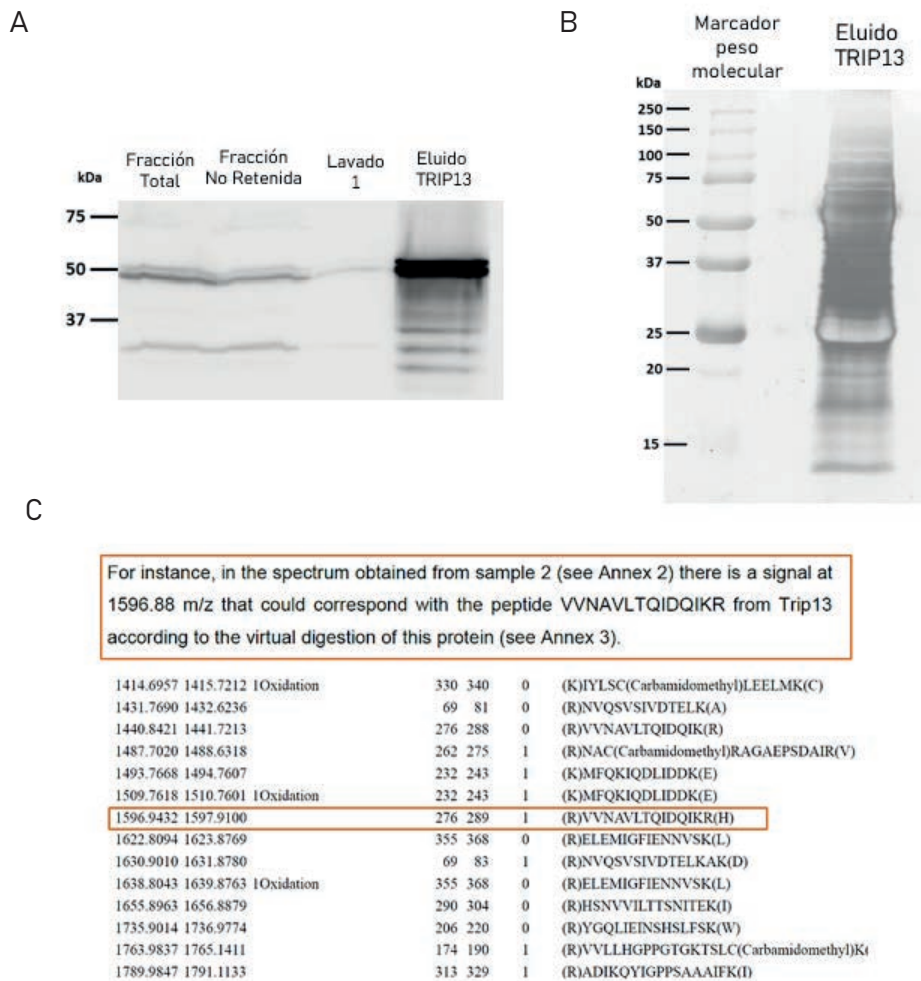 A
kDa
Fracción
Total
Fracción
No Retenida
Lavado
1
Eluido
TRIP13
75
50
37
B
Marcador
peso
molecular
Eluido
TRIP13
kDa
250
150
100
75
50
37
25
20
15
C
For instance, in the spectrum obtained from sample 2 (see Annex 2) there is a signal at
1596.88 m/z that could correspond with the peptide VVNAVLTQIDQIKR from Trip13
according to the virtual digestion of this protein (see Annex 3).
1414.6957 1415.7212 1Oxidation 330 340 0 (K)IYLSC(Carbamidomethyl)LEELMK(C)
1431.7690 1432.6236 69 81 0 (R)NVQSVSIVDTELK(A)
1440.8421 1441.7213 276 288 0 (R)VVNAVLTQIDQIK(R)
1487.7020 1488.6318 262 275 1 (R)NAC(Carbamidomethyl)RAGAEPSDAIR(V)
1493.7668 1494.7607 232 243 1 (K)MFQKIQDLIDDK(E)
1509.7618 1510.7601 1Oxidation 232 243 1 (K)MFQKIQDLIDDK(E)
1596.9432 1597.9100 276 289 1 (R)VVNAVLTQIDQIKR(H)
1622.8094 1623.8769 355 368 0 (R)ELEMIGFIENNVSK(L)
1630.9010 1631.8780 69 83 1 (R)NVQSVSIVDTELKAK(D)
1638.8043 1639.8763 1Oxidation 355 368 0 (R)ELEMIGFIENNVSK(L)
1655.8963 1656.8879 290 304 0 (R)HSNVVILTTSNITEK(I)
1735.9014 1736.9774 206 220 0 (R)YGQLIEINSHSLFSK(W)
1763.9837 1765.1411 174 190 1 (R)VVLLHGPPGTGKTSLC(Carbamidomethyl)K(
1789.9847 1791.1133 313 329 1 (R)ADIKQYIGPPSAAAIFK(I)